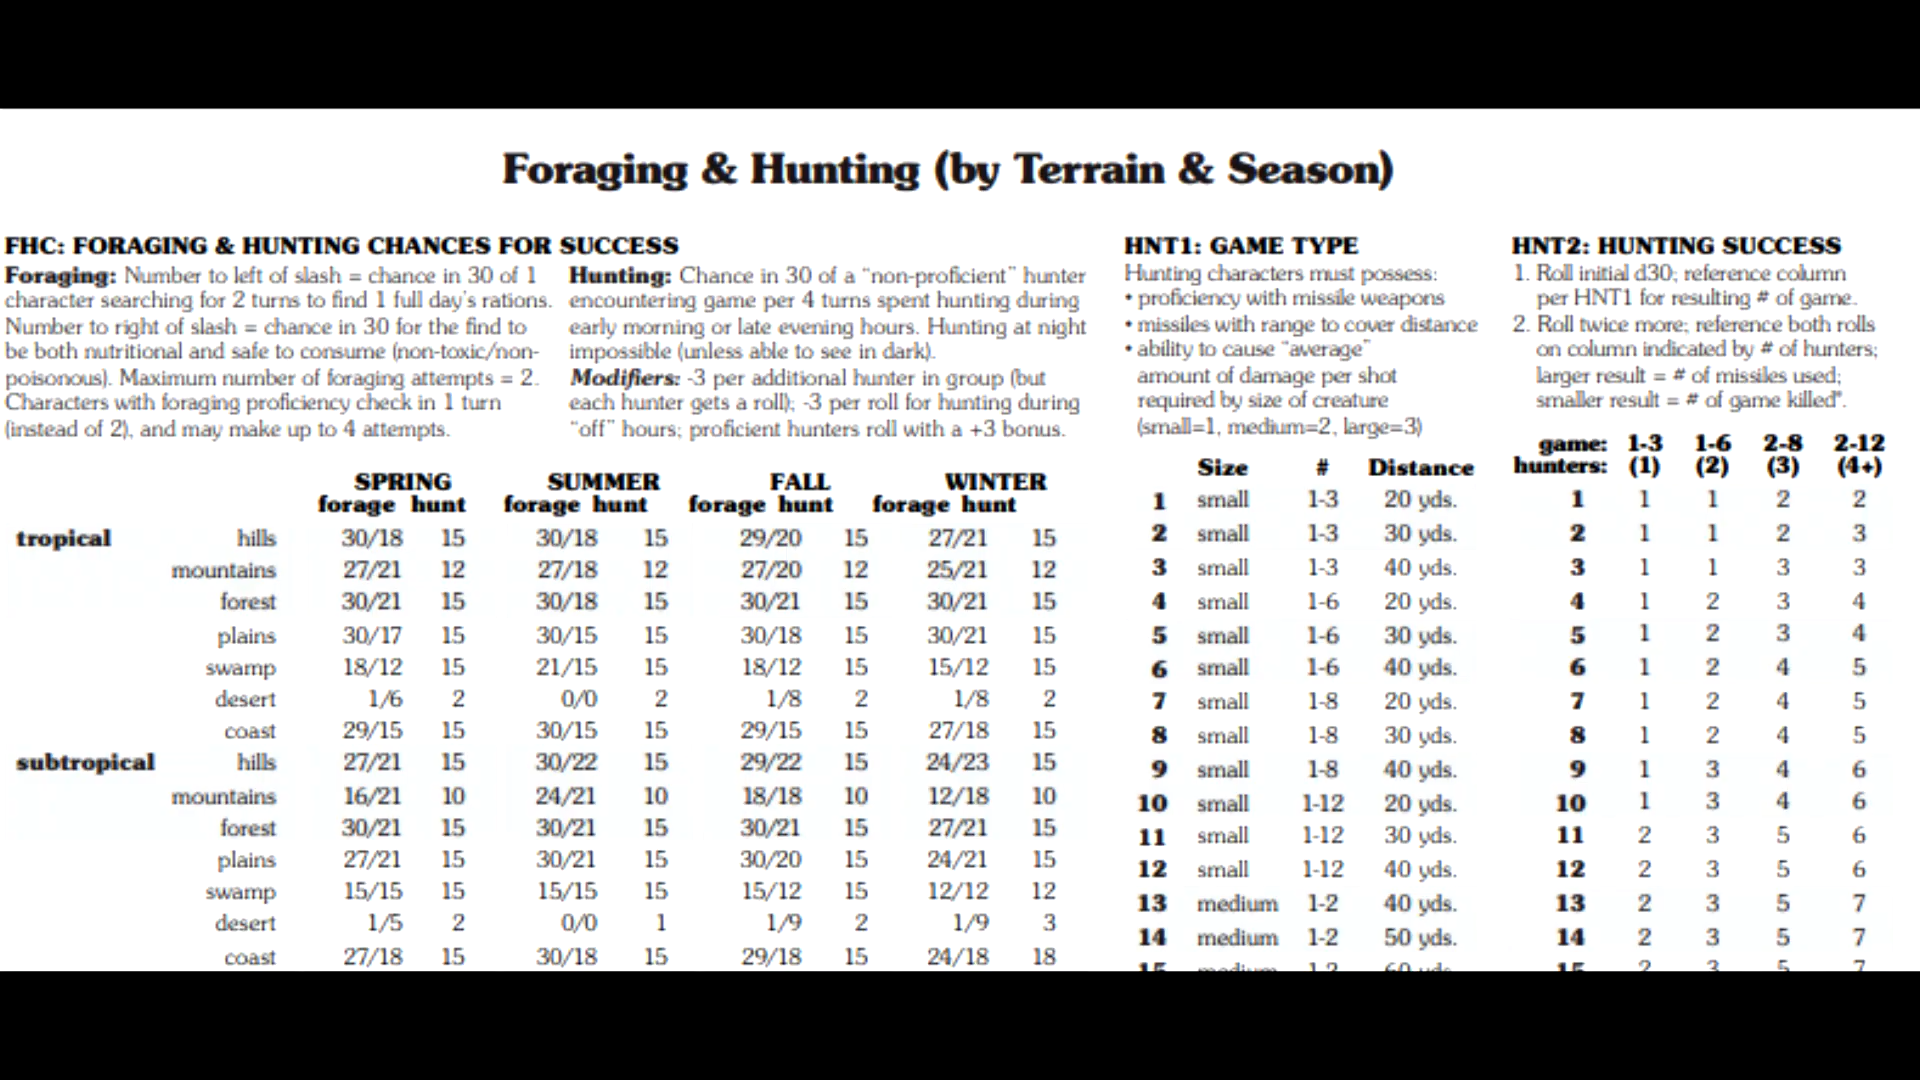 Foraging & Hunting (by Terrain & Season)
FHC: FORAGING & HUNTING CHANCES FOR SUCCESS
Foraging: Number to left of slash = chance in 30 of 1
character searching for 2 turns to find 1 full day's rations.
Number to right of slash = chance in 30 for the find to
be both nutritional and safe to consume (non-toxic/non-
poisonous). Maximum number of foraging attempts = 2.
Characters with foraging proficiency check in 1 turn
(instead of 2), and may make up to 4 attempts.
Hunting: Chance in 30 of a "non-proficient" hunter
encountering game per 4 turns spent hunting during
early morning or late evening hours. Hunting at night
impossible (unless able to see in dark).
Modifiers: -3 per additional hunter in group (but
each hunter gets a roll); -3 per roll for hunting during
"off" hours; proficient hunters roll with a +3 bonus.
SPRING SUMMER FALL WINTER
forage hunt forage hunt forage hunt forage hunt
tropical hills 30/18 15 30/18 15 29/20 15 27/21 15
mountains 27/21 12 27/18 12 27/20 12 25/21 12
forest 30/21 15 30/18 15 30/21 15 30/21 15
plains 30/17 15 30/15 15 30/18 15 30/21 15
swamp 18/12 15 21/15 15 18/12 15 15/12 15
desert 1/6 2 0/0 2 1/8 2 1/8 2
coast 29/15 15 30/15 15 29/15 15 27/18 15
subtropical hills 27/21 15 30/22 15 29/22 15 24/23 15
mountains 16/21 10 24/21 10 18/18 10 12/18 10
forest 30/21 15 30/21 15 30/21 15 27/21 15
plains 27/21 15 30/21 15 30/20 15 24/21 15
swamp 15/15 15 15/15 15 15/12 15 12/12 12
desert 1/5 2 0/0 1 1/9 2 1/9 3
coast 27/18 15 30/18 15 29/18 15 24/18 18
HNT1: GAME TYPE
Hunting characters must possess:
• proficiency with missile weapons
• missiles with range to cover distance
• ability to cause "average"
amount of damage per shot
required by size of creature
(small=1, medium=2, large=3)
Size # Distance
1 small 1-3 20 yds.
2 small 1-3 30 yds.
3 small 1-3 40 yds.
4 small 1-6 20 yds.
5 small 1-6 30 yds.
6 small 1-6 40 yds.
7 small 1-8 20 yds.
8 small 1-8 30 yds.
9 small 1-8 40 yds.
10 small 1-12 20 yds.
11 small 1-12 30 yds.
12 small 1-12 40 yds.
13 medium 1-2 40 yds.
14 medium 1-2 50 yds.
15 medium 1-2 60 yds.
HNT2: HUNTING SUCCESS
1. Roll initial d30; reference column
per HNT1 for resulting # of game.
2. Roll twice more; reference both rolls
on column indicated by # of hunters;
larger result = # of missiles used;
smaller result = # of game killed*.
game: 1-3 1-6 2-8 2-12
hunters: (1) (2) (3) (4+)
1 1 1 2 2
2 1 1 2 3
3 1 1 3 3
4 1 2 3 4
5 1 2 3 4
6 1 2 4 5
7 1 2 4 5
8 1 2 4 5
9 1 3 4 6
10 1 3 4 6
11 2 3 5 6
12 2 3 5 6
13 2 3 5 7
14 2 3 5 7
15 2 3 5 7